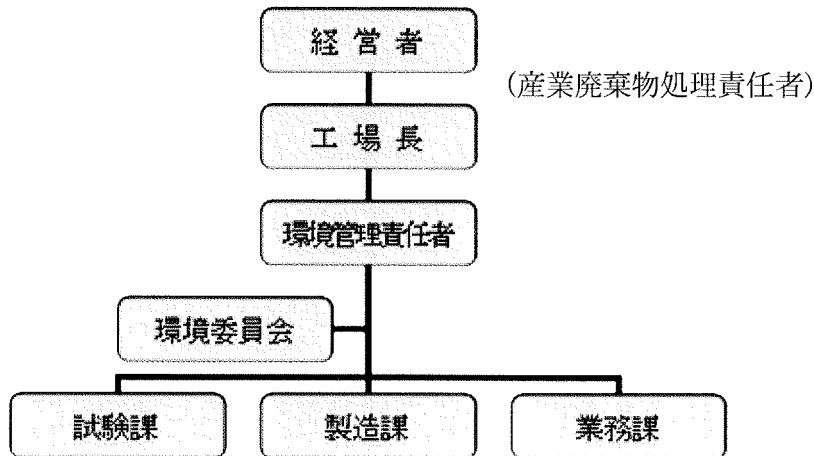 経営者
(産業廃棄物処理責任者)
工場長
環境管理責任者
環境委員会
試験課
製造課
業務課